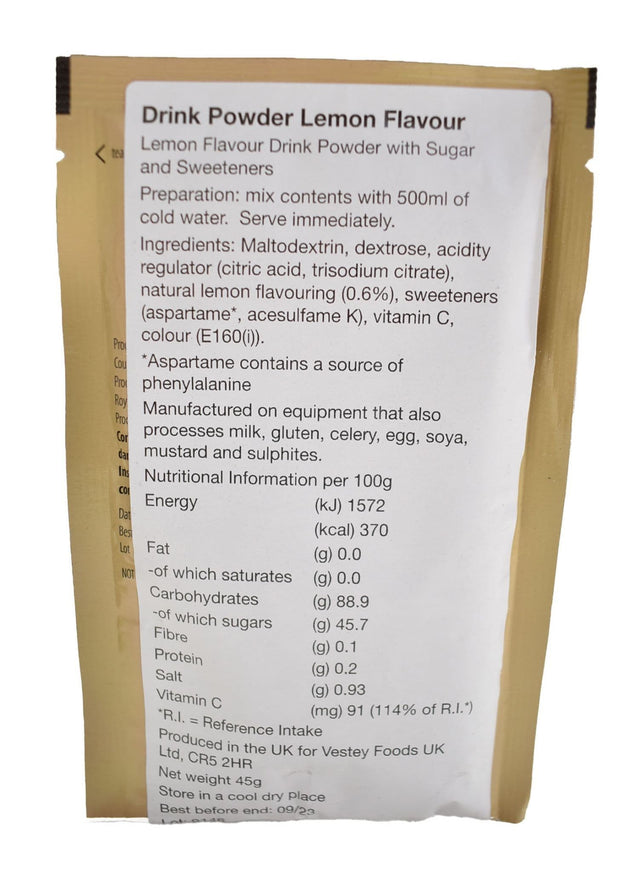 Drink Powder Lemon Flavour
Lemon Flavour Drink Powder with Sugar
and Sweeteners
Preparation: mix contents with 500ml of
cold water. Serve immediately.
Ingredients: Maltodextrin, dextrose, acidity
regulator (citric acid, trisodium citrate),
natural lemon flavouring (0.6%), sweeteners
(aspartame*, acesulfame K), vitamin C,
colour (E160(i)).
*Aspartame contains a source of
phenylalanine
Manufactured on equipment that also
processes milk, gluten, celery, egg, soya,
mustard and sulphites.
Nutritional Information per 100g
Energy (kJ) 1572
(kcal) 370
Fat (g) 0.0
-of which saturates (g) 0.0
Carbohydrates (g) 88.9
-of which sugars (g) 45.7
Fibre (g) 0.1
Protein (g) 0.2
Salt (g) 0.93
Vitamin C (mg) 91 (114% of R.I.*)
*R.I. = Reference Intake
Produced in the UK for Vestey Foods UK
Ltd, CR5 2HR
Net weight 45g
Store in a cool dry place
Best before end: 09/23
Lot